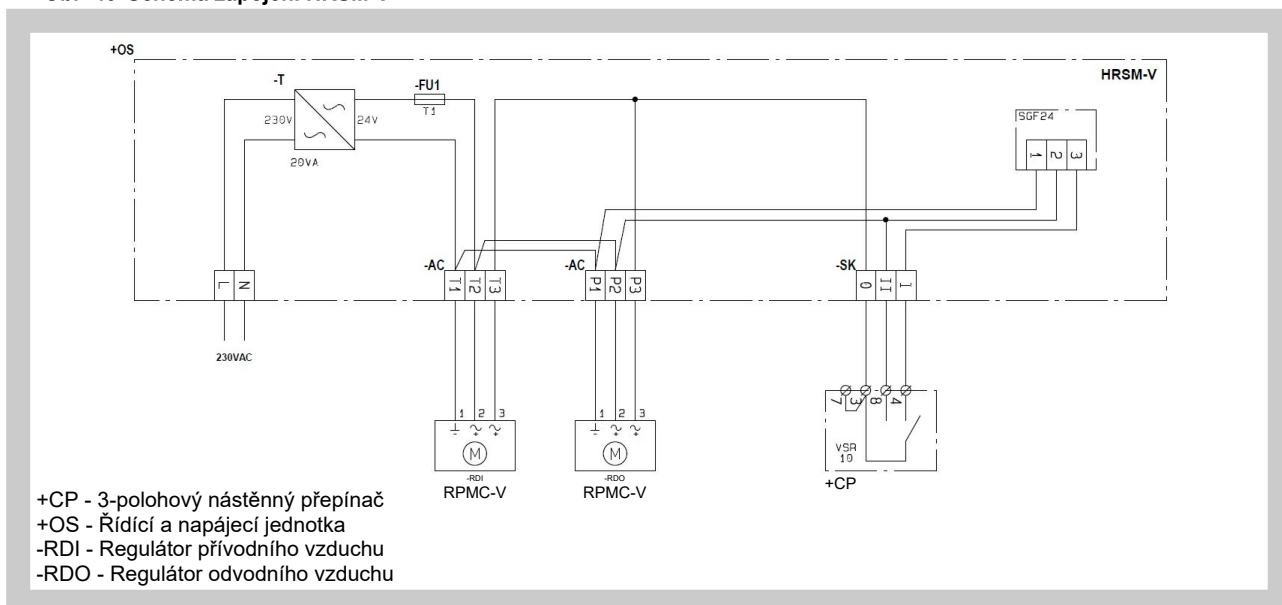 +OS
HRSM-V
-T
-FU1
T1
230V
24V
20VA
SGF24
1 2 3
-AC
-AC
-SK
L N
T1 T2 T3
P1 P2 P3
0 II I
230VAC
1 2 3
1 2 3
7 3 8 4
M
M
VSR
10
-RDI
-RDO
RPMC-V
RPMC-V
+CP
+CP - 3-polohový nástěnný přepínač
+OS - Řídící a napájecí jednotka
-RDI - Regulátor přívodního vzduchu
-RDO - Regulátor odvodního vzduchu